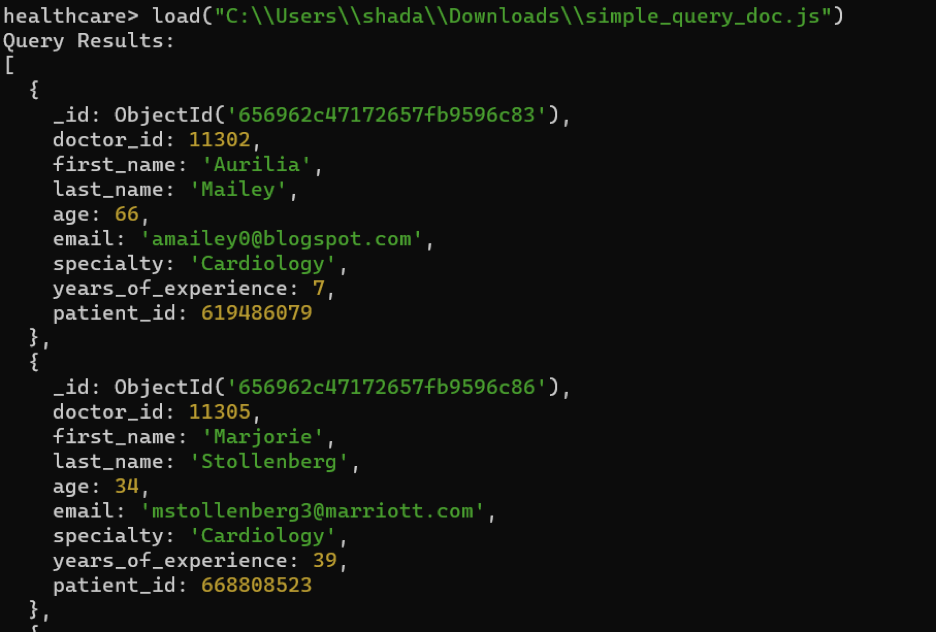 healthcare> load("C:\\Users\\shada\\Downloads\\simple_query_doc.js")
Query Results:
[
  {
    _id: ObjectId('656962c47172657fb9596c83'),
    doctor_id: 11302,
    first_name: 'Aurilia',
    last_name: 'Mailey',
    age: 66,
    email: 'amailey0@blogspot.com',
    specialty: 'Cardiology',
    years_of_experience: 7,
    patient_id: 619486079
  },
  {
    _id: ObjectId('656962c47172657fb9596c86'),
    doctor_id: 11305,
    first_name: 'Marjorie',
    last_name: 'Stollenberg',
    age: 34,
    email: 'mstollenberg3@marriott.com',
    specialty: 'Cardiology',
    years_of_experience: 39,
    patient_id: 668808523
  },
  {